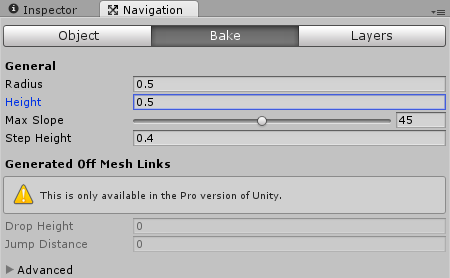 Inspector Navigation
Object Bake Layers
General
Radius 0.5
Height 0.5
Max Slope 45
Step Height 0.4
Generated Off Mesh Links
This is only available in the Pro version of Unity.
Drop Height 0
Jump Distance 0
Advanced